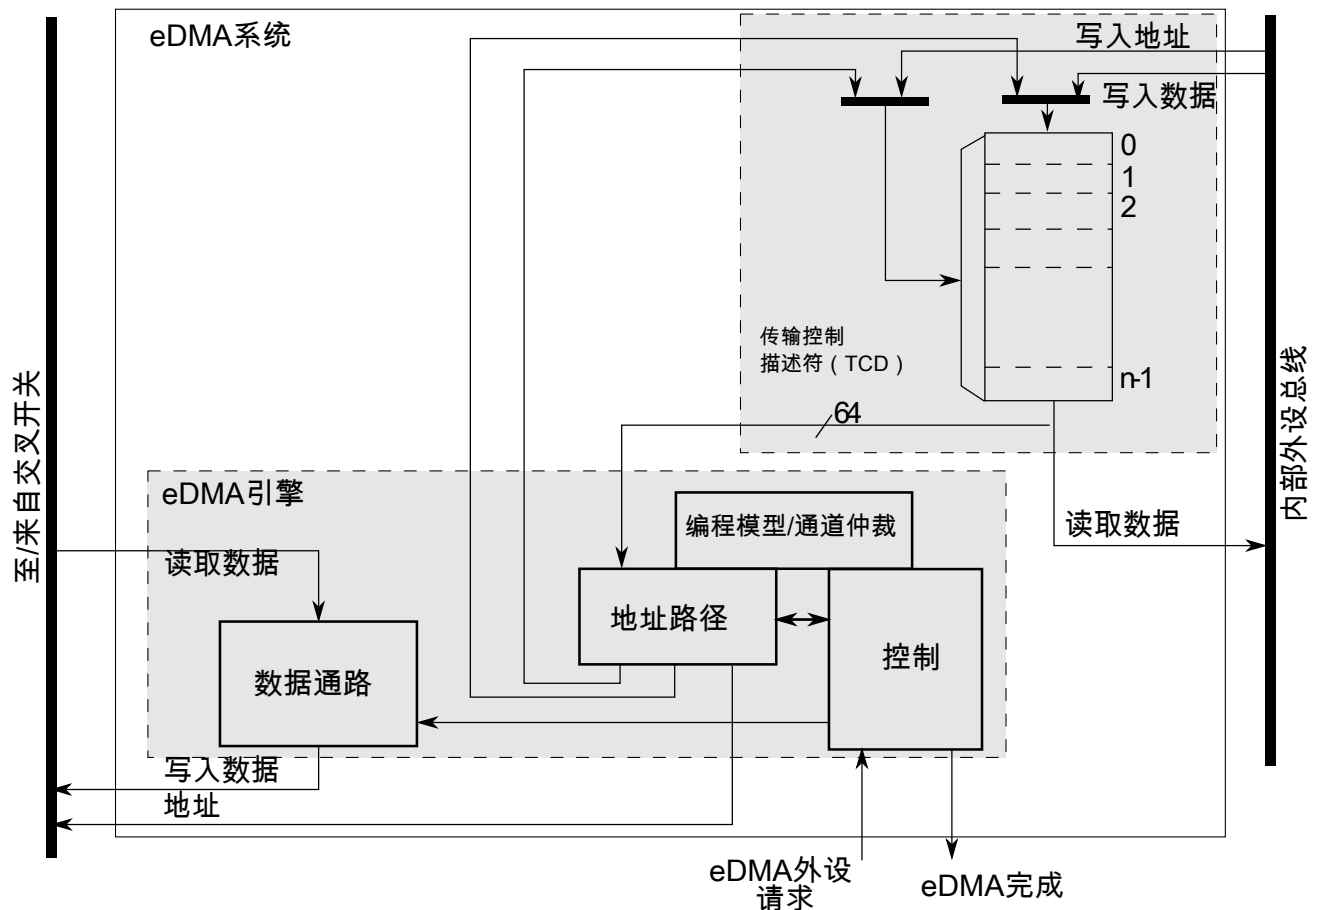 eDMA系统
写入地址
写入数据
0
1
2
n-1
传输控制
描述符（TCD）
64
至/来自交叉开关
内部外设总线
eDMA引擎
编程模型/通道仲裁
读取数据
读取数据
地址路径
控制
数据通路
写入数据
地址
eDMA外设
请求
eDMA完成